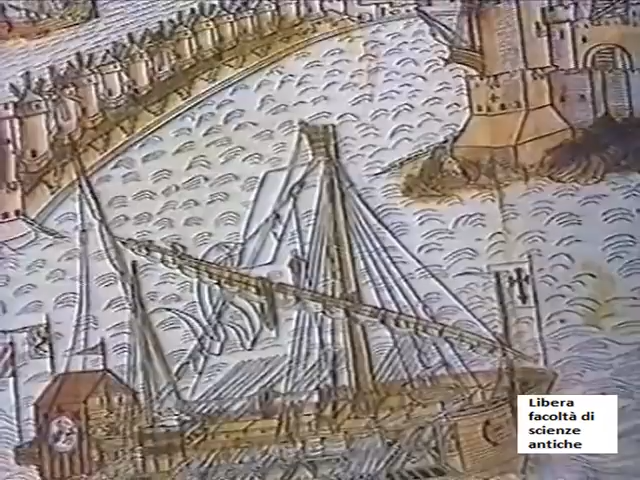 Libera
facoltà di
scienze
antiche